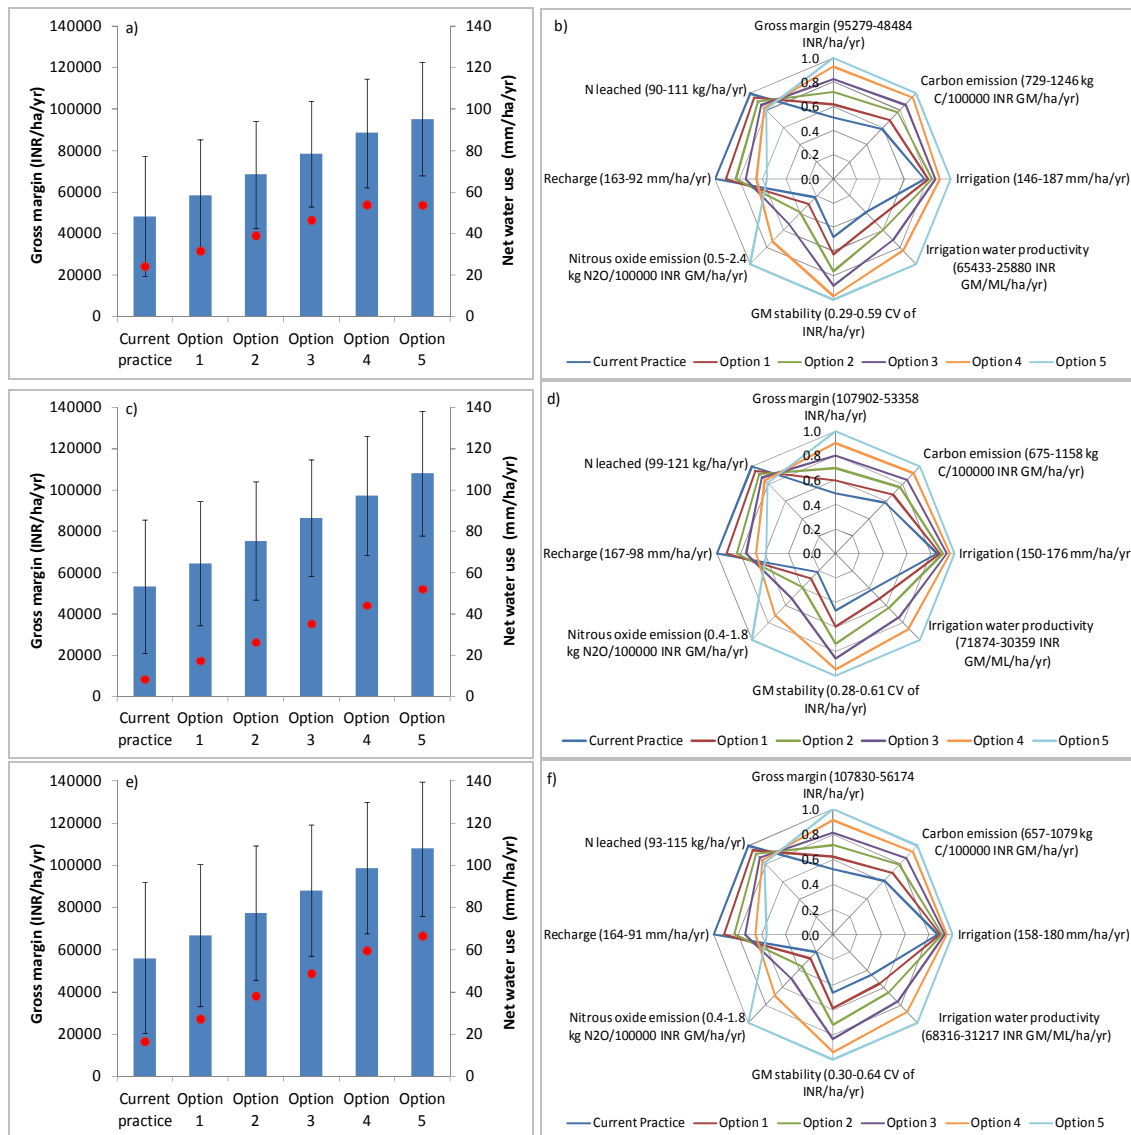 a)
Gross margin (INR/ha/yr)
140000
120000
100000
80000
60000
40000
20000
0
140
120
100
80
60
40
20
0
Net water use (mm/ha/yr)
Current practice
Option 1
Option 2
Option 3
Option 4
Option 5
b)
Gross margin (95279-48484
INR/ha/yr)
Carbon emission (729-1246 kg
C/100000 INR GM/ha/yr)
Irrigation (146-187 mm/ha/yr)
Irrigation water productivity
(65433-25880 INR
GM/ML/ha/yr)
GM stability (0.29-0.59 CV of
INR/ha/yr)
Nitrous oxide emission (0.5-2.4
kg N2O/100000 INR GM/ha/yr)
Recharge (163-92 mm/ha/yr)
N leached (90-111 kg/ha/yr)
1.0
0.8
0.6
0.4
0.2
0.0
Current Practice
Option 1
Option 2
Option 3
Option 4
Option 5
c)
Gross margin (INR/ha/yr)
140000
120000
100000
80000
60000
40000
20000
0
140
120
100
80
60
40
20
0
Net water use (mm/ha/yr)
Current practice
Option 1
Option 2
Option 3
Option 4
Option 5
d)
Gross margin (107902-53358
INR/ha/yr)
Carbon emission (675-1158 kg
C/100000 INR GM/ha/yr)
Irrigation (150-176 mm/ha/yr
Irrigation water productivity
(71874-30359 INR
GM/ML/ha/yr)
GM stability (0.28-0.61 CV of
INR/ha/yr)
Nitrous oxide emission (0.4-1.8
kg N2O/100000 INR GM/ha/yr)
Recharge (167-98 mm/ha/yr)
N leached (99-121 kg/ha/yr)
1.0
0.8
0.6
0.4
0.2
0.0
Current Practice
Option 1
Option 2
Option 3
Option 4
Option 5
e)
Gross margin (INR/ha/yr)
140000
120000
100000
80000
60000
40000
20000
0
140
120
100
80
60
40
20
0
Net water use (mm/ha/yr)
Current practice
Option 1
Option 2
Option 3
Option 4
Option 5
f)
Gross margin (107830-56174
INR/ha/yr)
Carbon emission (657-1079 kg
C/100000 INR GM/ha/yr)
Irrigation (158-180 mm/ha/yr)
Irrigation water productivity
(68316-31217 INR GM/ML/ha/yr)
GM stability (0.30-0.64 CV of
INR/ha/yr)
Nitrous oxide emission (0.4-1.8
kg N2O/100000 INR GM/ha/yr)
Recharge (164-91 mm/ha/yr)
N leached (93-115 kg/ha/yr)
1.0
0.8
0.6
0.4
0.2
0.0
Current Practice
Option 1
Option 2
Option 3
Option 4
Option 5